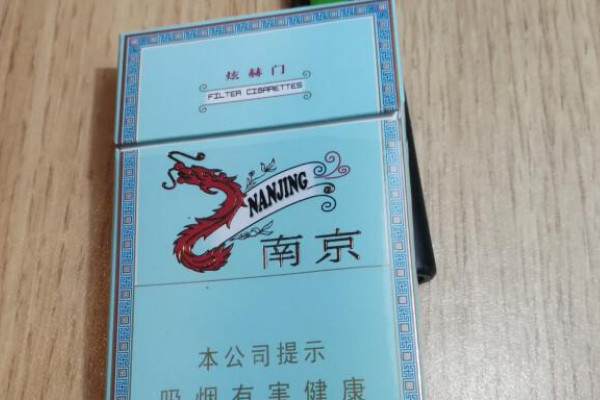 炫赫门
FILTER CIGARETTES
NANJING
南京
本公司提示
吸烟有害健康